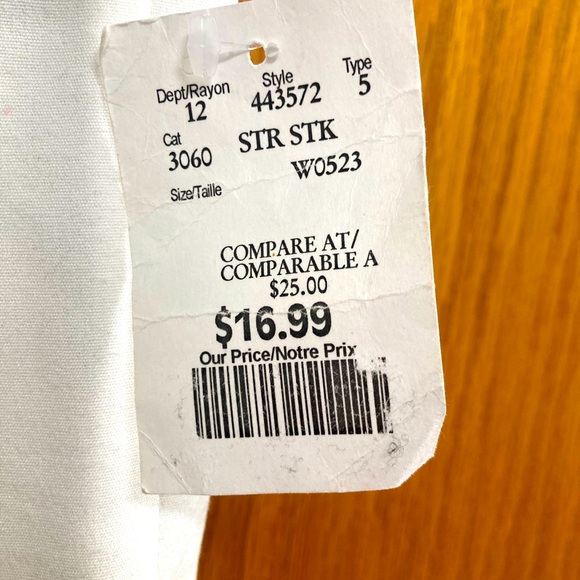 Dept/Rayon Style Type
12 443572 5
Cat STR STK
3060 W0523
Size/Taille
COMPARE AT/
COMPARABLE A
$25.00
$16.99
Our Price/Notre Prix